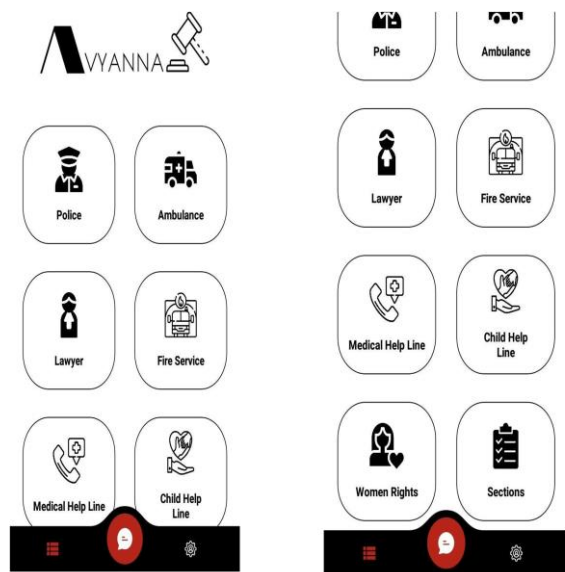 AVYANNA
Police
Ambulance
Lawyer
Fire Service
Medical Help Line
Child Help
Line
Police
Ambulance
Lawyer
Fire Service
Medical Help Line
Child Help
Line
Women Rights
Sections